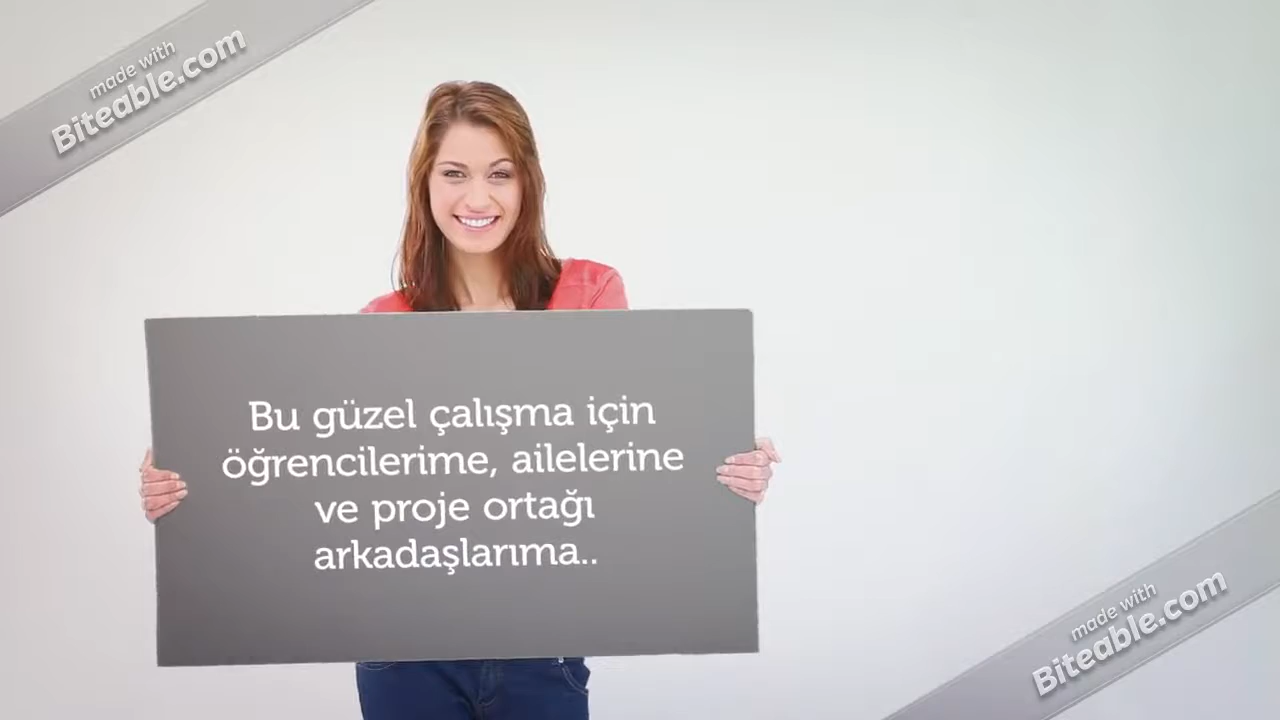 made with
Biteable.com
Bu güzel çalışma için
öğrencilerime, ailelerine
ve proje ortağı
arkadaşlarıma..
made with
Biteable.com